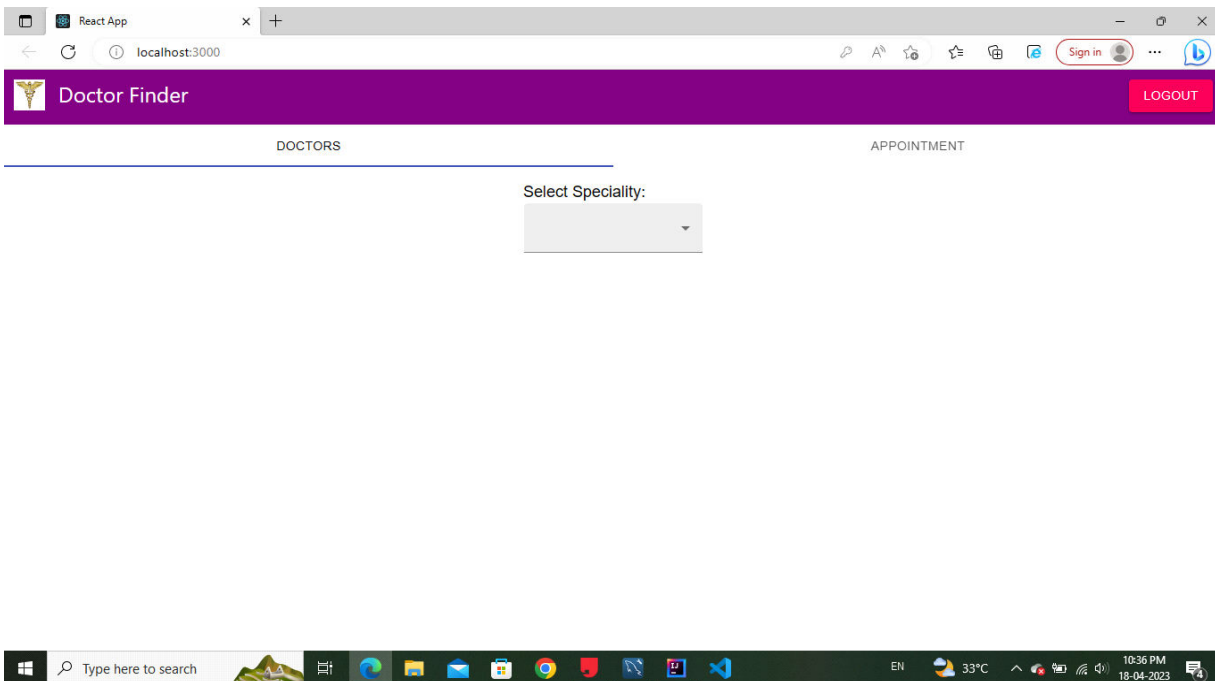 React App
localhost:3000
Sign in
Doctor Finder
LOGOUT
DOCTORS
APPOINTMENT
Select Speciality:
Type here to search
EN
33°C
10:36 PM
18-04-2023
4